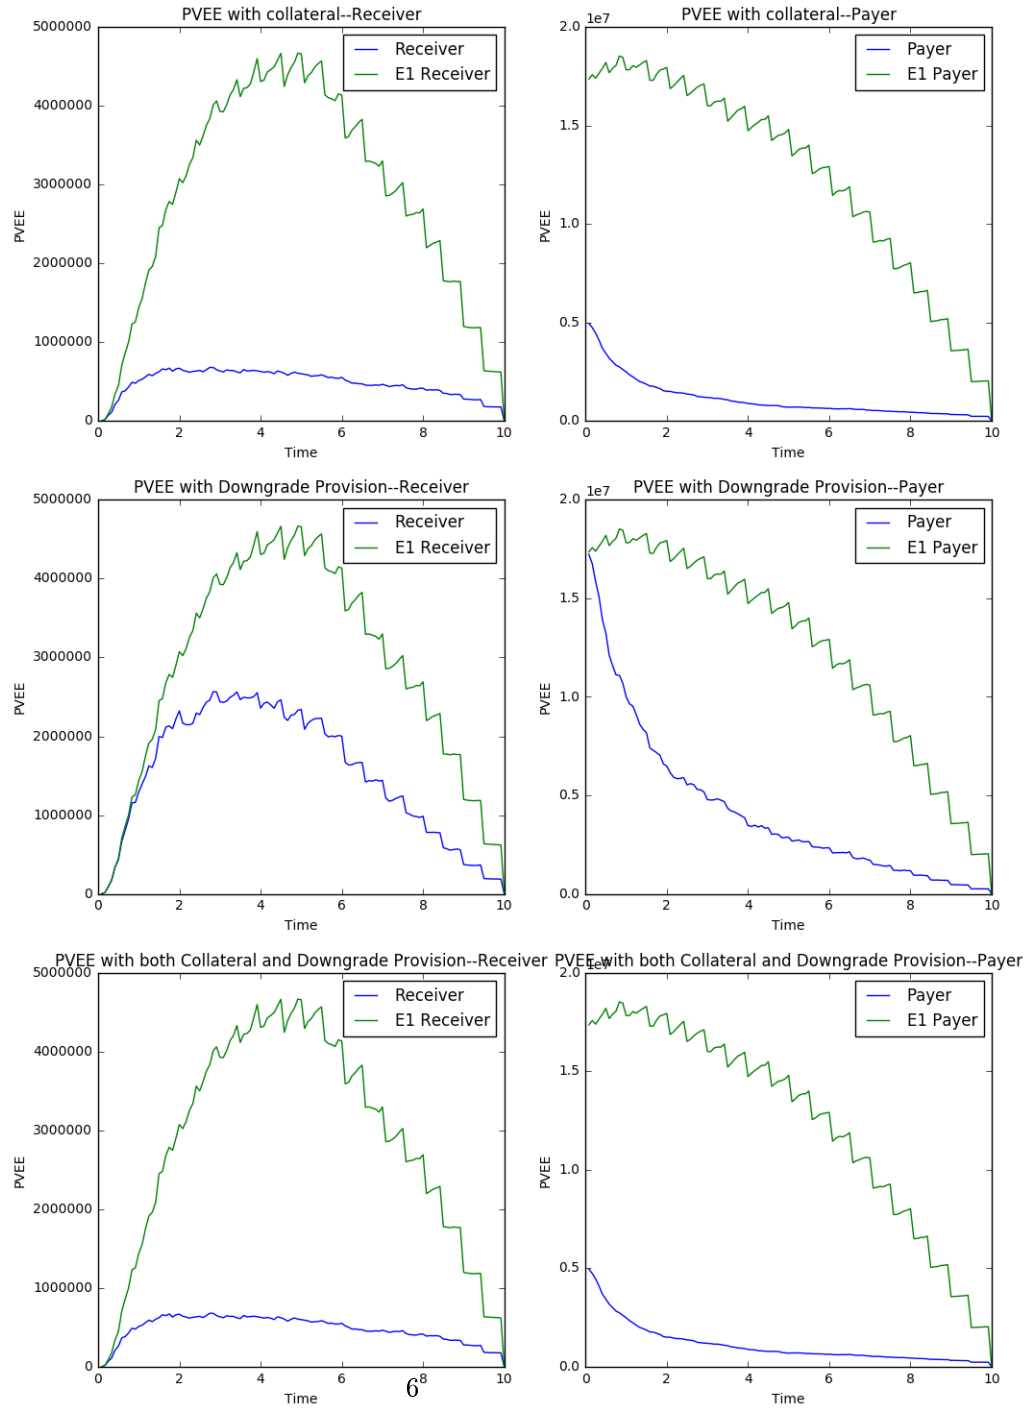 PVEE with collateral--Receiver
5000000
4000000
3000000
2000000
1000000
0
PVEE
Receiver
E1 Receiver
0 2 4 6 8 10
Time
PVEE with collateral--Payer
1e7
2.0
1.5
1.0
0.5
0.0
PVEE
Payer
E1 Payer
0 2 4 6 8 10
Time
PVEE with Downgrade Provision--Receiver
5000000
4000000
3000000
2000000
1000000
0
PVEE
Receiver
E1 Receiver
0 2 4 6 8 10
Time
PVEE with Downgrade Provision--Payer
1e7
2.0
1.5
1.0
0.5
0.0
PVEE
Payer
E1 Payer
0 2 4 6 8 10
Time
PVEE with both Collateral and Downgrade Provision--Receiver
5000000
4000000
3000000
2000000
1000000
0
PVEE
Receiver
E1 Receiver
0 2 4 6 8 10
Time
PVEE with both Collateral and Downgrade Provision--Payer
1e7
2.0
1.5
1.0
0.5
0.0
PVEE
Payer
E1 Payer
0 2 4 6 8 10
Time
6